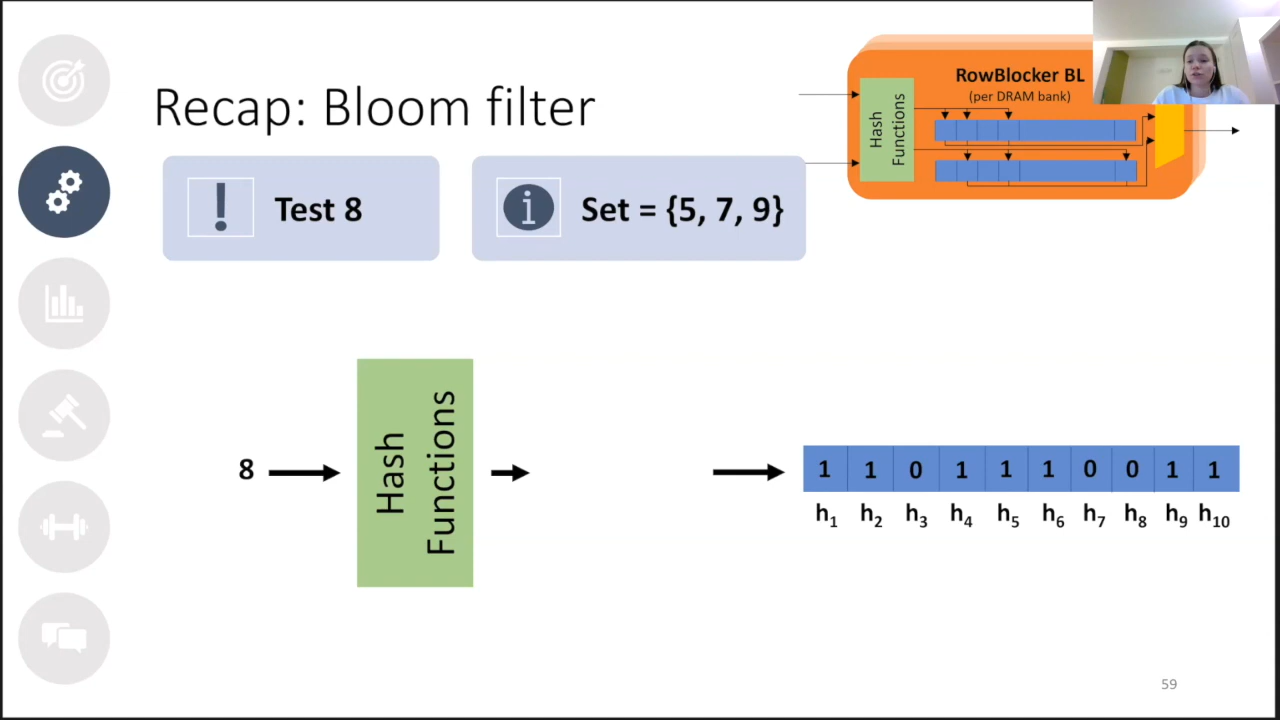 Recap: Bloom filter
RowBlocker BL
(per DRAM bank)
Hash
Functions
! Test 8
i Set = {5, 7, 9}
8
Hash
Functions
1 1 0 1 1 1 0 0 1 1
h1 h2 h3 h4 h5 h6 h7 h8 h9 h10
59